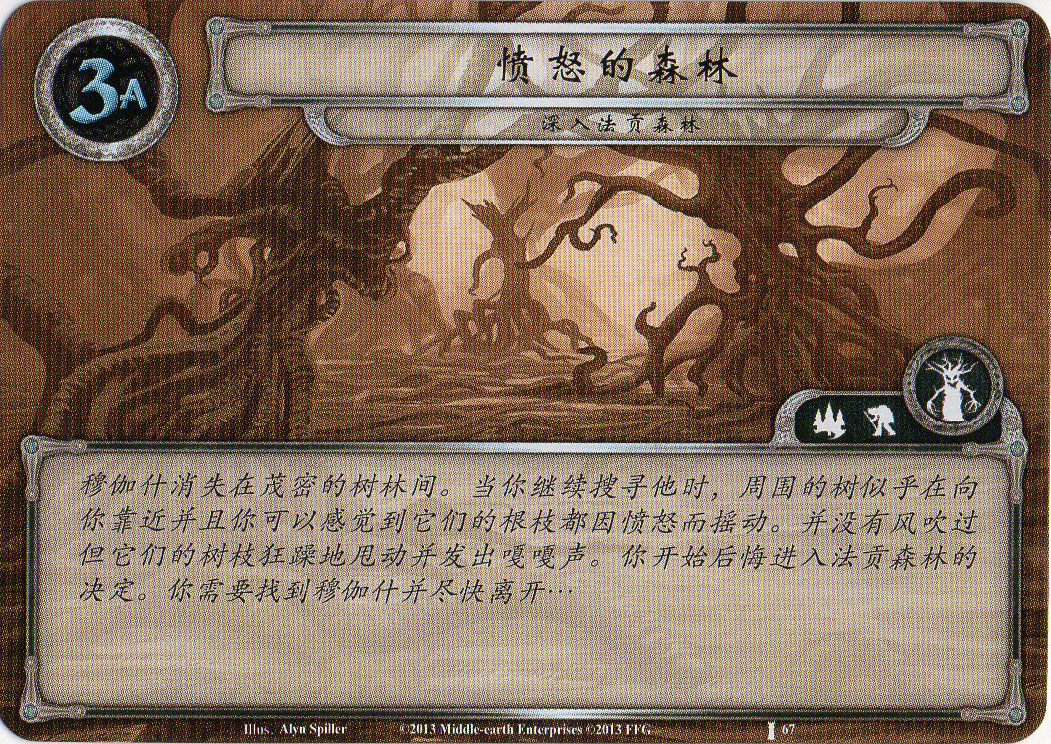 3A
愤怒的森林
深入法贡森林
穆伽什消失在茂密的树林间。当你继续搜寻他时，周围的树似乎在向
你靠近并且你可以感觉到它们的根枝都因愤怒而摇动。并没有风吹过
但它们的树枝狂躁地甩动并发出嘎嘎声。你开始后悔进入法贡森林的
决定。你需要找到穆伽什并尽快离开…
Illus. Alyn Spiller ©2013 Middle-earth Enterprises ©2013 FFG 67